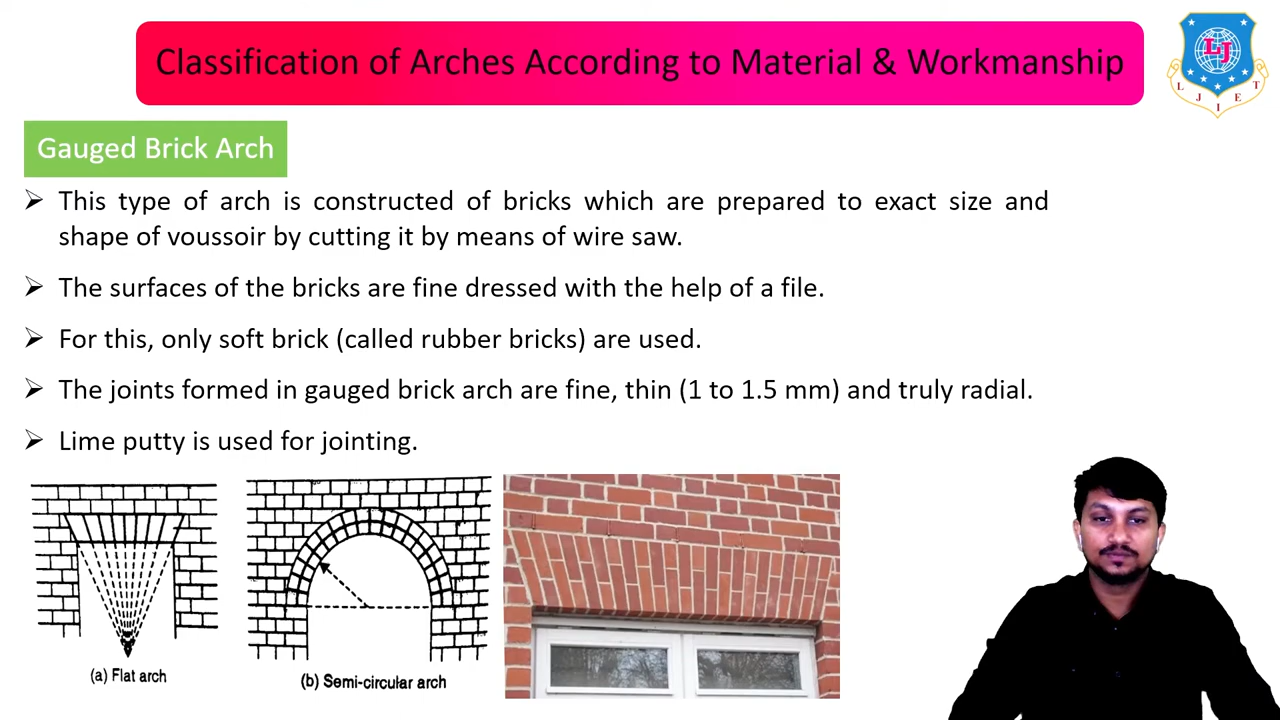 Classification of Arches According to Material & Workmanship
LJ
L J I E T
Gauged Brick Arch
This type of arch is constructed of bricks which are prepared to exact size and
shape of voussoir by cutting it by means of wire saw.
The surfaces of the bricks are fine dressed with the help of a file.
For this, only soft brick (called rubber bricks) are used.
The joints formed in gauged brick arch are fine, thin (1 to 1.5 mm) and truly radial.
Lime putty is used for jointing.
(a) Flat arch
(b) Semi-circular arch